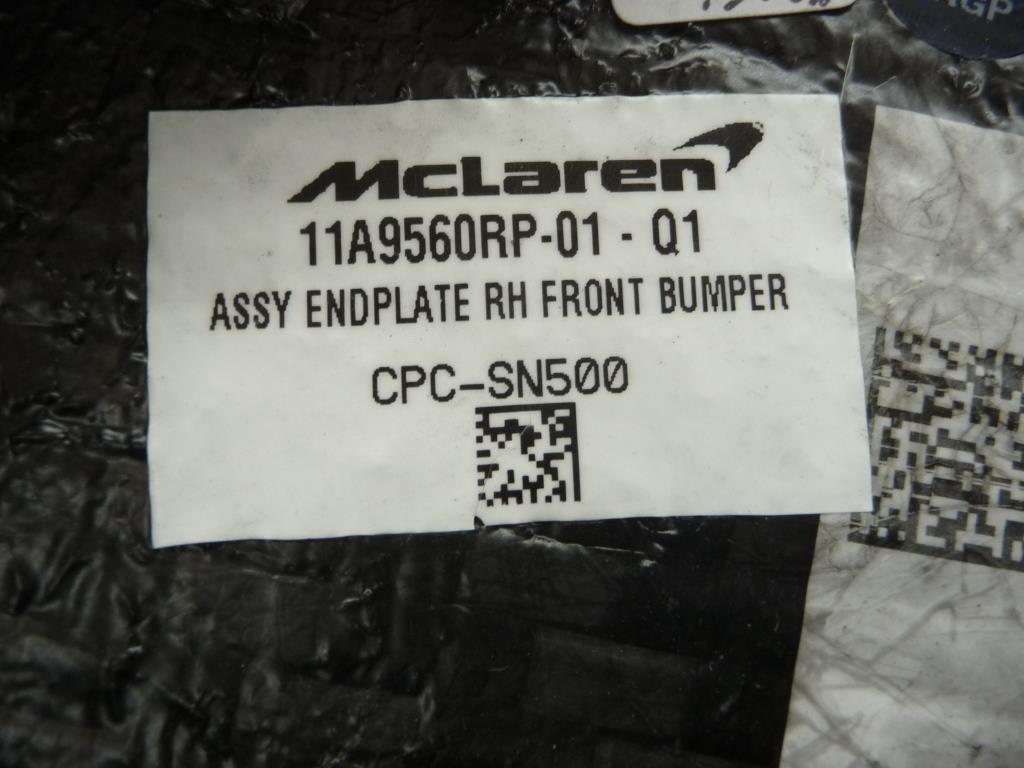 McLaren
11A9560RP-01 - Q1
ASSY ENDPLATE RH FRONT BUMPER
CPC-SN500